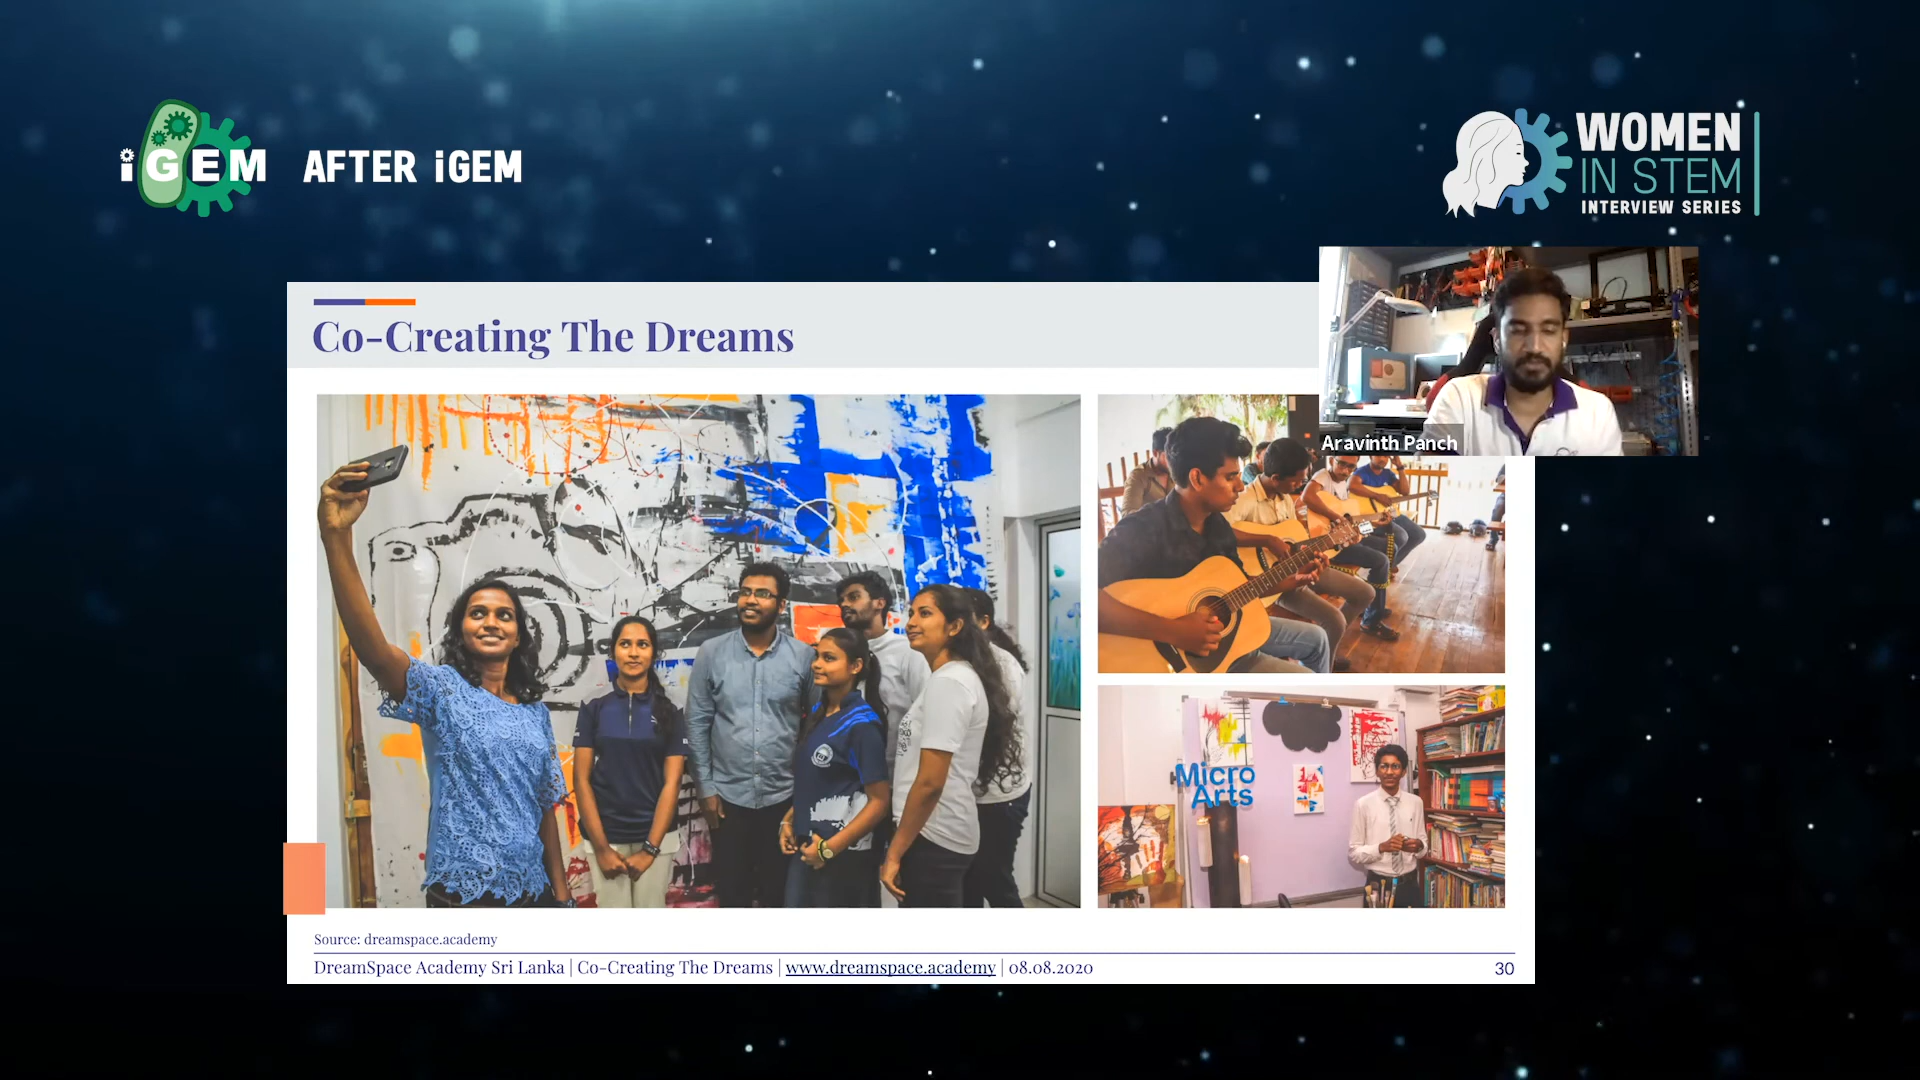 iGEM
AFTER iGEM
WOMEN
IN STEM
INTERVIEW SERIES
Co-Creating The Dreams
Aravinth Panch
Micro
Arts
Source: dreamspace.academy
DreamSpace Academy Sri Lanka | Co-Creating The Dreams | www.dreamspace.academy | 08.08.2020
30